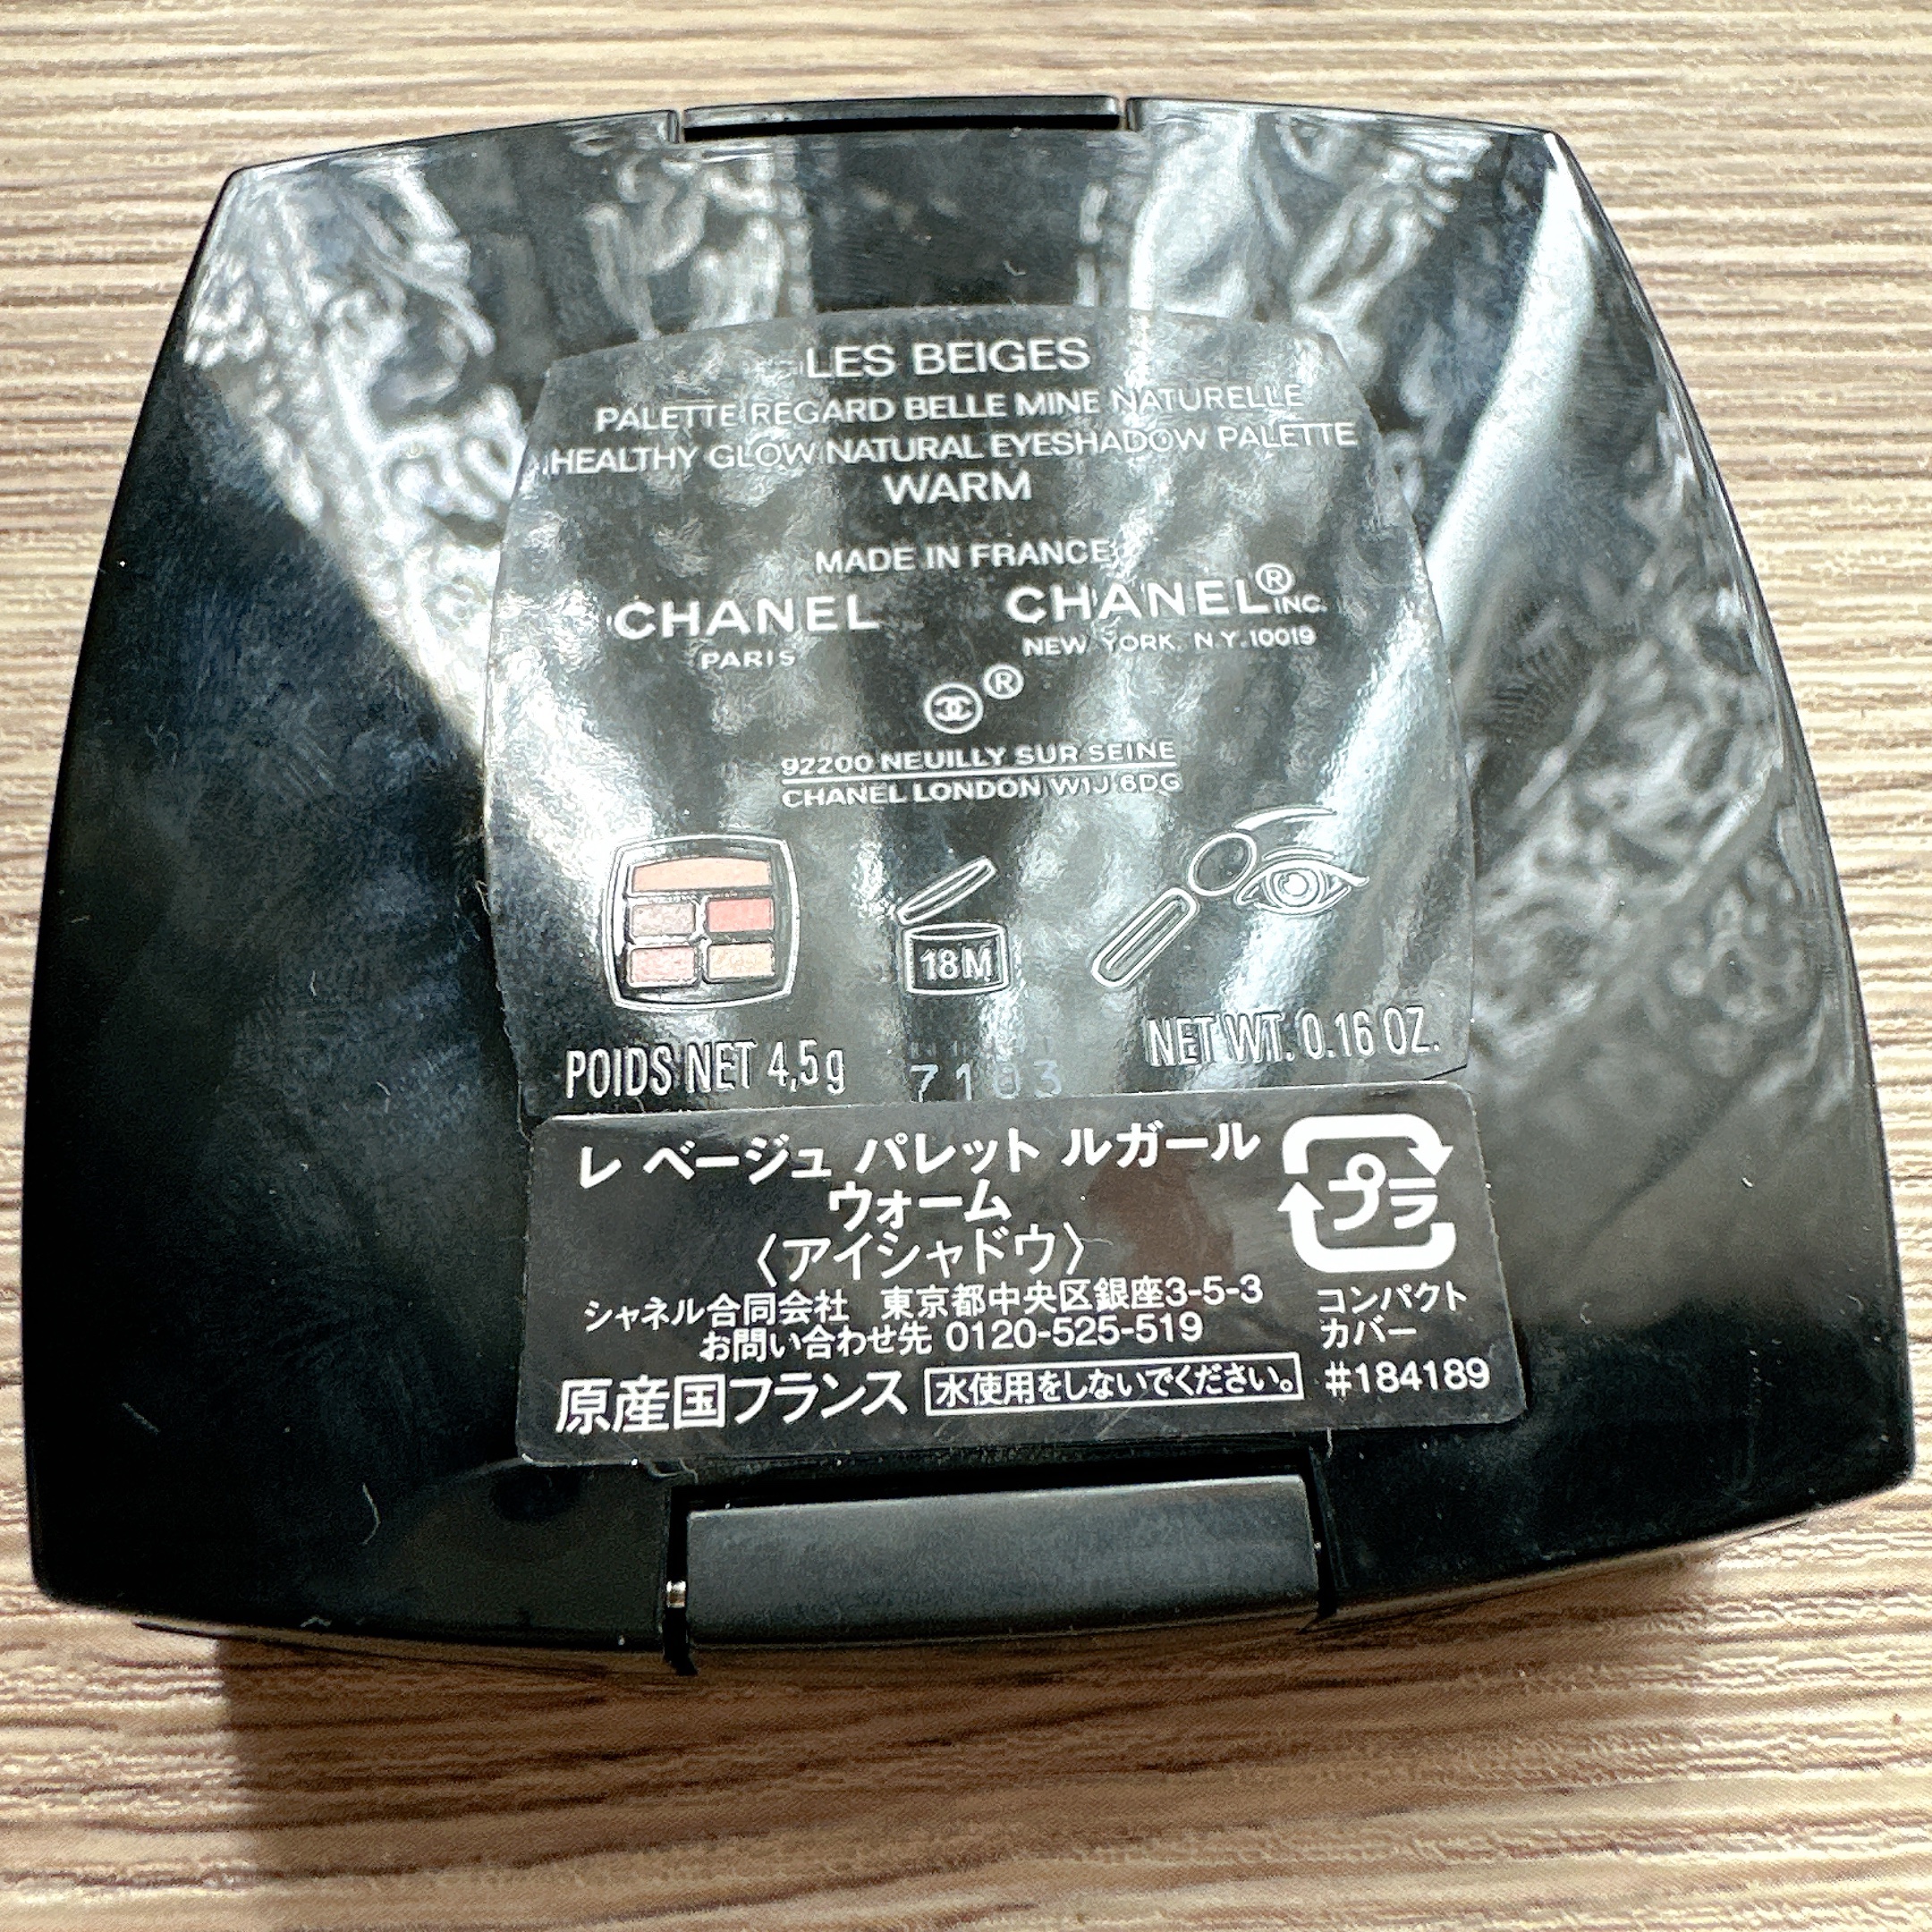 LES BEIGES
PALETTE REGARD BELLE MINE NATURELLE
HEALTHY GLOW NATURAL EYESHADOW PALETTE
WARM
MADE IN FRANCE
CHANEL CHANEL® INC.
PARIS NEW YORK, N.Y. 10019
®
92200 NEUILLY SUR SEINE
CHANEL LONDON W1J 6DG
18M
POIDS NET 4,5g 7103 NET WT. 0.16 OZ.
レ ベージュ パレット ルガール
ウォーム
〈アイシャドウ〉
プラ
シャネル合同会社 東京都中央区銀座3-5-3
お問い合わせ先 0120-525-519
コンパクト
カバー
原産国フランス 水使用をしないでください。 #184189